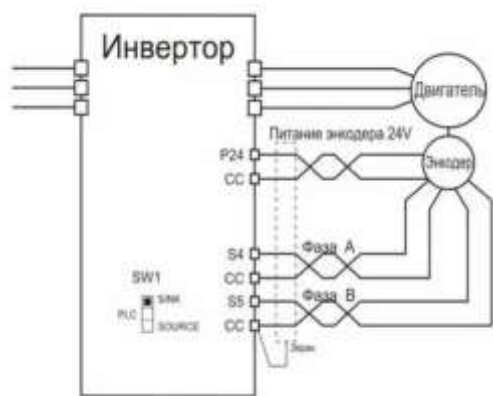 Инвертор
Двигатель
Питание энкодера 24V
P24
Энкодер
CC
S4
Фаза A
CC
SW1
SINK
S5
Фаза B
PLC
SOURCE
CC
Экран